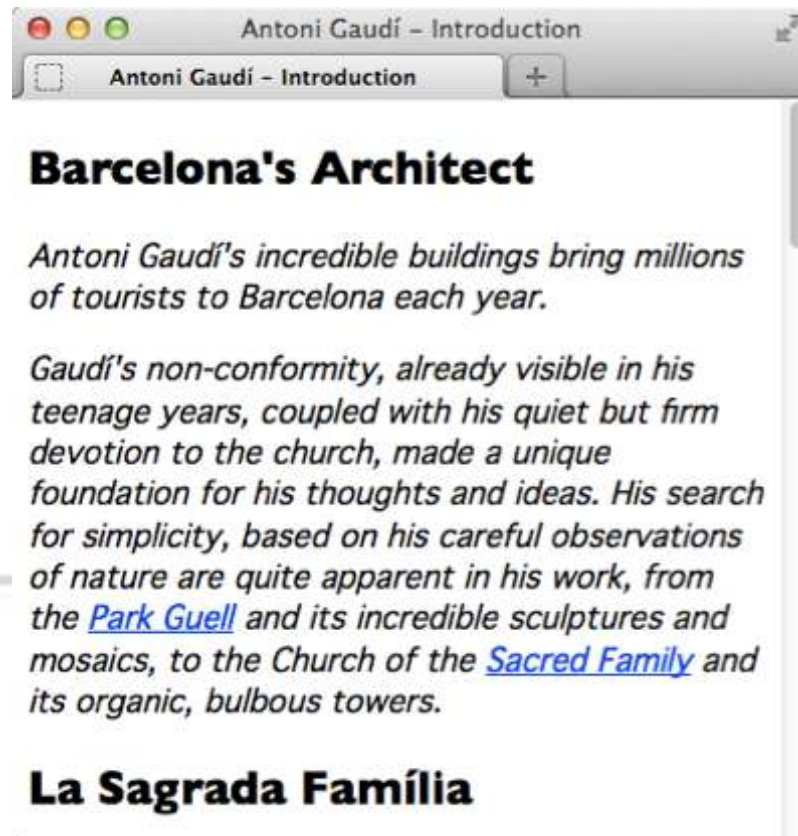 Antoni Gaudí – Introduction
Antoni Gaudí – Introduction
Barcelona's Architect
Antoni Gaudí's incredible buildings bring millions
of tourists to Barcelona each year.
Gaudí's non-conformity, already visible in his
teenage years, coupled with his quiet but firm
devotion to the church, made a unique
foundation for his thoughts and ideas. His search
for simplicity, based on his careful observations
of nature are quite apparent in his work, from
the Park Guell and its incredible sculptures and
mosaics, to the Church of the Sacred Family and
its organic, bulbous towers.
La Sagrada Família